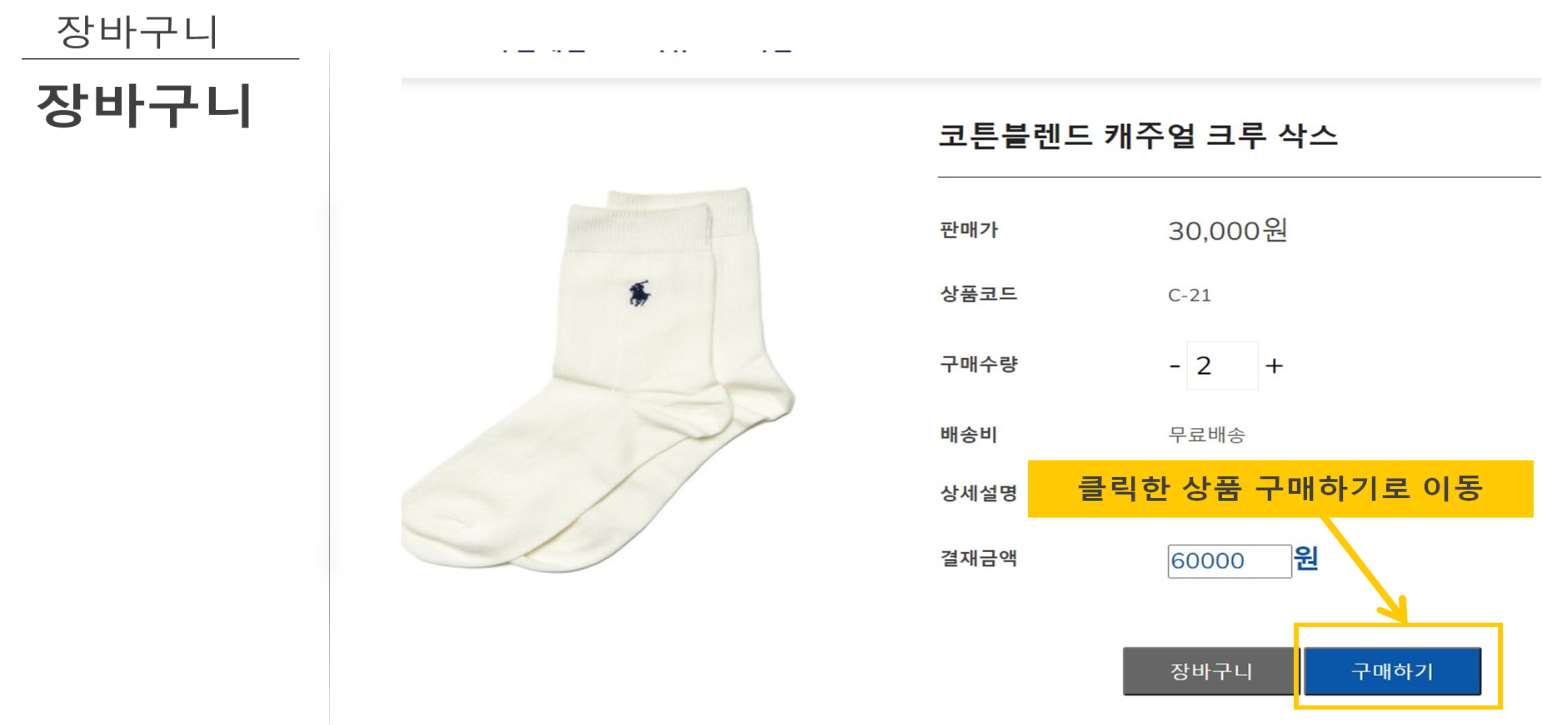 장바구니
장바구니
코튼블렌드 캐주얼 크루 삭스
판매가 30,000원
상품코드 C-21
구매수량 - 2 +
배송비 무료배송
상세설명
클릭한 상품 구매하기로 이동
결재금액 60000 원
장바구니 구매하기